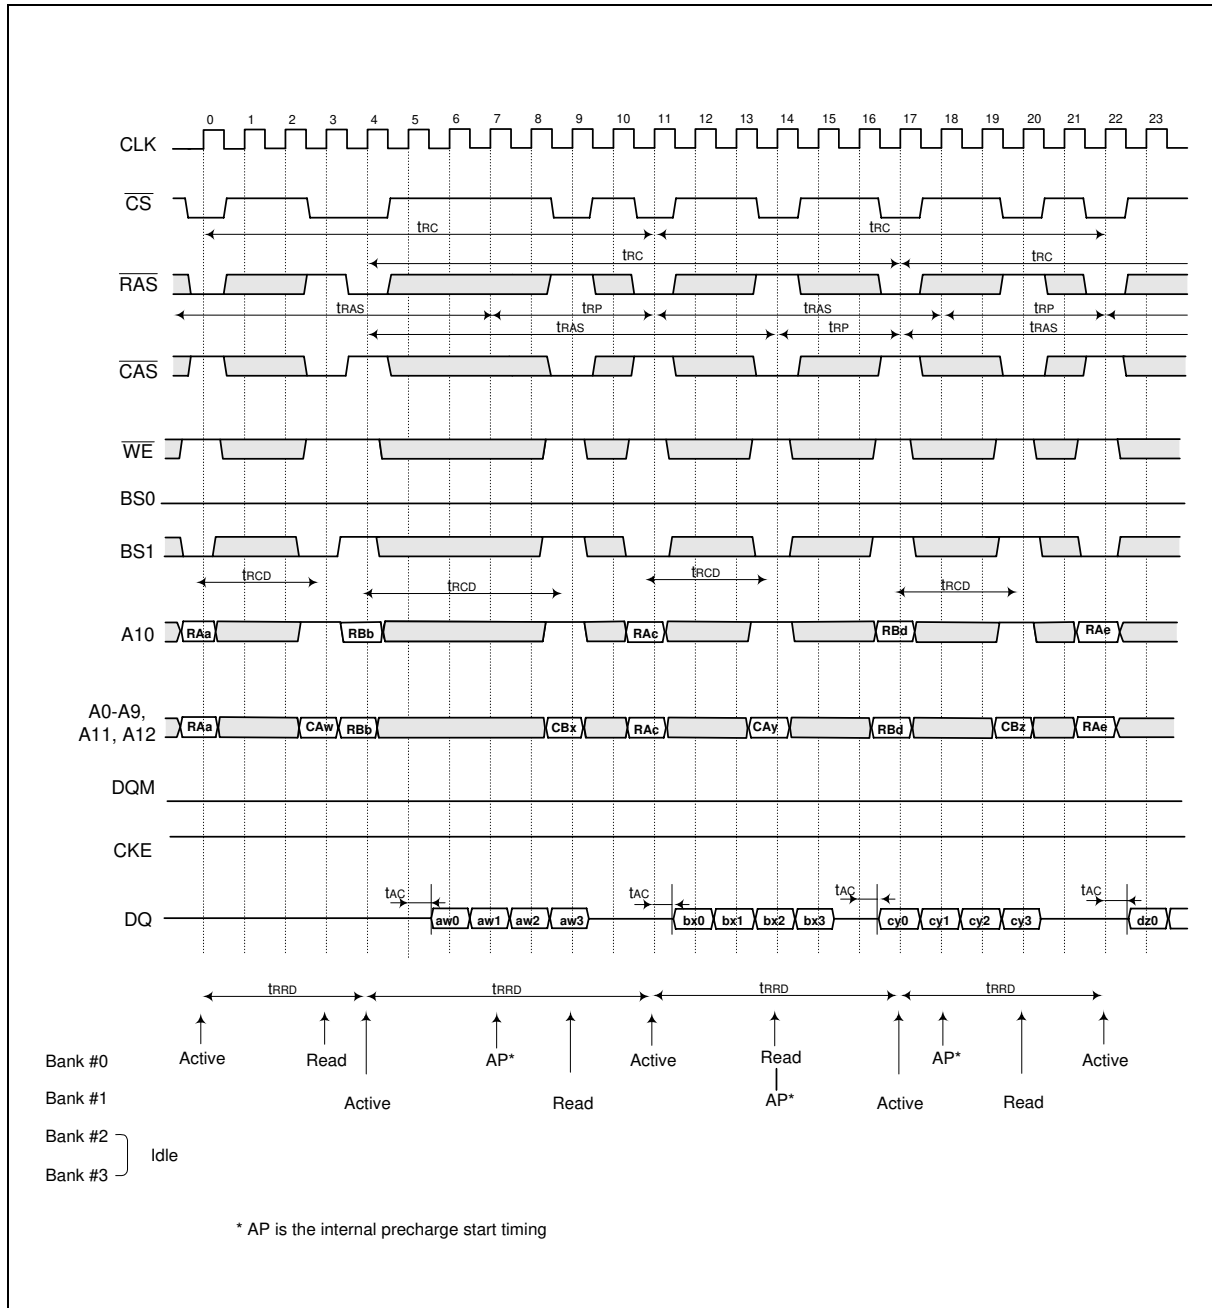 0 1 2 3 4 5 6 7 8 9 10 11 12 13 14 15 16 17 18 19 20 21 22 23
CLK
CS
tRC tRC
tRC tRC
RAS
tRAS tRP tRAS tRP
tRAS tRP tRAS
CAS
WE
BS0
BS1
tRCD tRCD tRCD tRCD
A10 RAa RBb RAc RBd RAe
A0-A9,
A11, A12
RAa CAw RBb CBx RAc CAy RBd CBz RAe
DQM
CKE
tAC tAC tAC tAC
DQ aw0 aw1 aw2 aw3 bx0 bx1 bx2 bx3 cy0 cy1 cy2 cy3 dz0
tRRD tRRD tRRD tRRD
Bank #0 Active Read AP* Active Read AP* Active
Bank #1 Active Read AP* Active Read
Bank #2
Idle
Bank #3
* AP is the internal precharge start timing